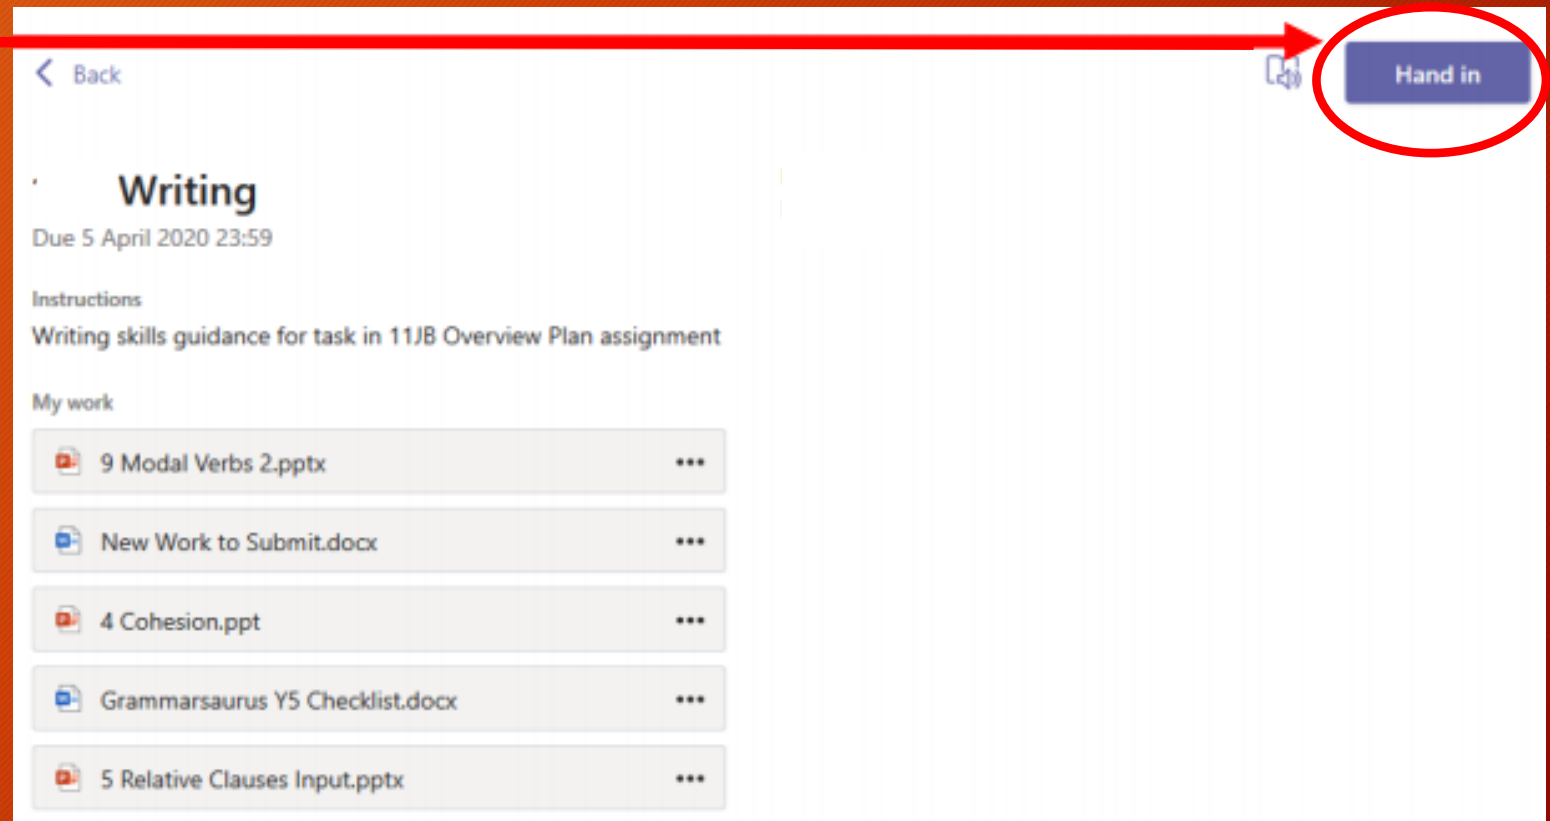 Back
Hand in
Writing
Due 5 April 2020 23:59
Instructions
Writing skills guidance for task in 11JB Overview Plan assignment
My work
9 Modal Verbs 2.pptx
New Work to Submit.docx
4 Cohesion.ppt
Grammarsaurus Y5 Checklist.docx
5 Relative Clauses Input.pptx